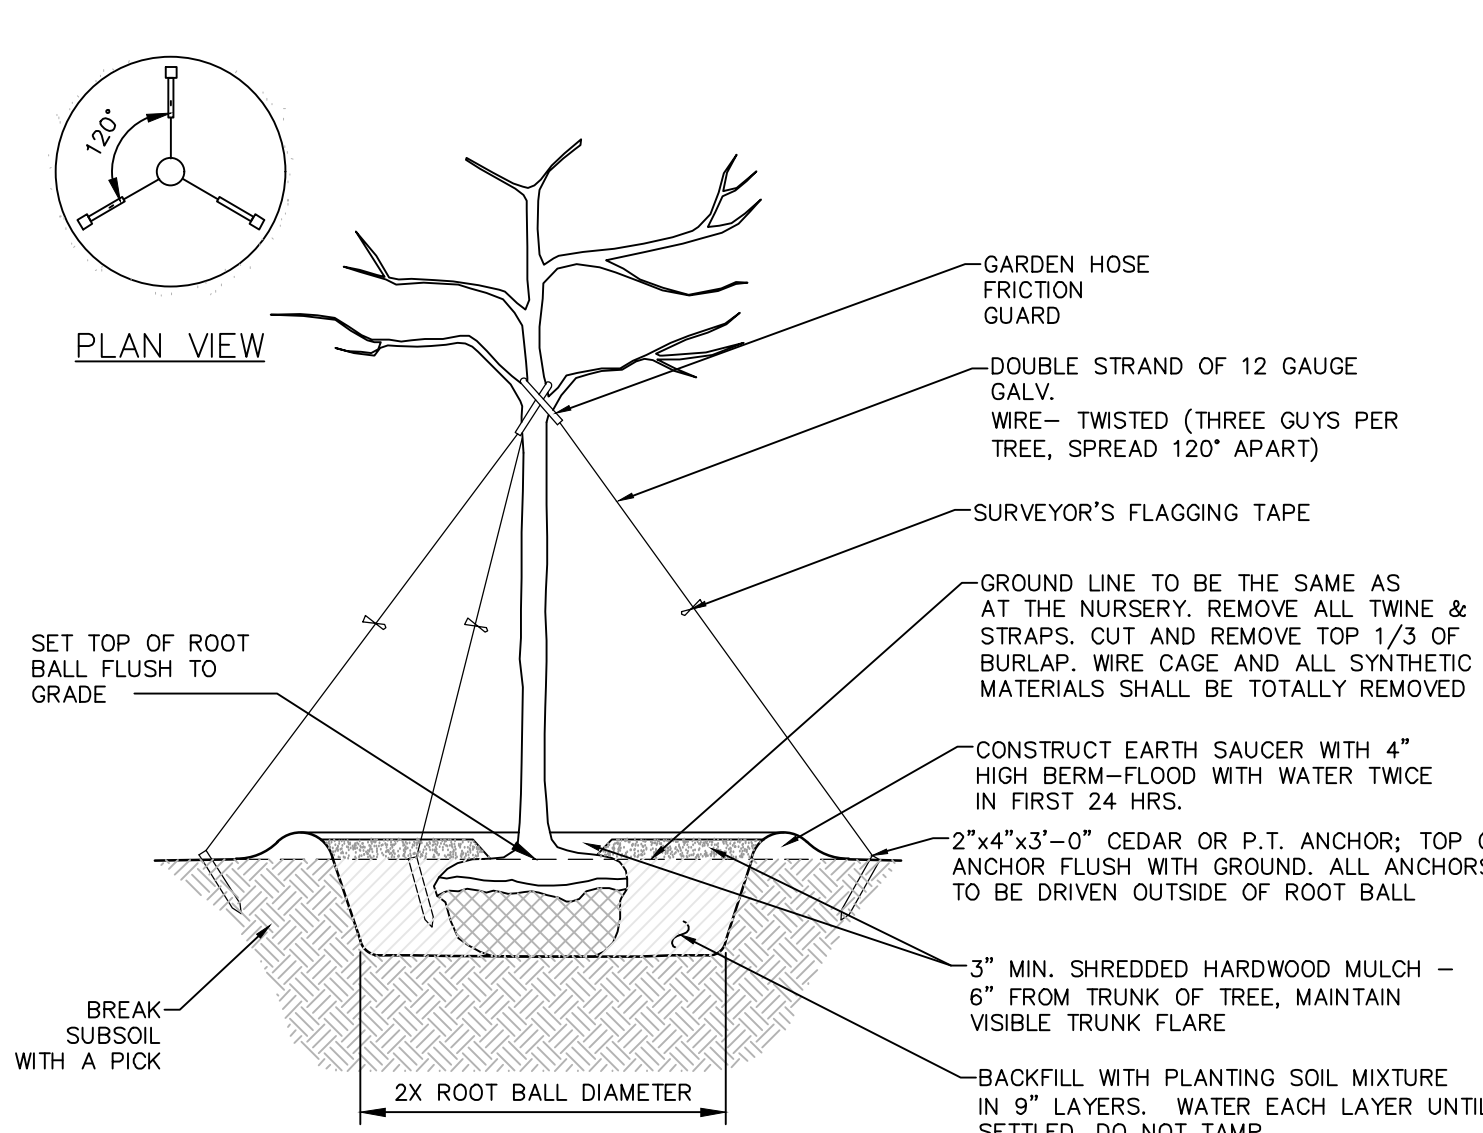 120°
PLAN VIEW
GARDEN HOSE
FRICTION
GUARD
DOUBLE STRAND OF 12 GAUGE
GALV.
WIRE– TWISTED (THREE GUYS PER
TREE, SPREAD 120° APART)
SURVEYOR'S FLAGGING TAPE
GROUND LINE TO BE THE SAME AS
AT THE NURSERY. REMOVE ALL TWINE &
STRAPS. CUT AND REMOVE TOP 1/3 OF
BURLAP. WIRE CAGE AND ALL SYNTHETIC
MATERIALS SHALL BE TOTALLY REMOVED
SET TOP OF ROOT
BALL FLUSH TO
GRADE
CONSTRUCT EARTH SAUCER WITH 4"
HIGH BERM–FLOOD WITH WATER TWICE
IN FIRST 24 HRS.
2"x4"x3'–0" CEDAR OR P.T. ANCHOR; TOP
ANCHOR FLUSH WITH GROUND. ALL ANCHORS
TO BE DRIVEN OUTSIDE OF ROOT BALL
3" MIN. SHREDDED HARDWOOD MULCH –
6" FROM TRUNK OF TREE, MAINTAIN
VISIBLE TRUNK FLARE
BREAK
SUBSOIL
WITH A PICK
2X ROOT BALL DIAMETER
BACKFILL WITH PLANTING SOIL MIXTURE
IN 9" LAYERS. WATER EACH LAYER UNTIL
SETTLED. DO NOT TAMP